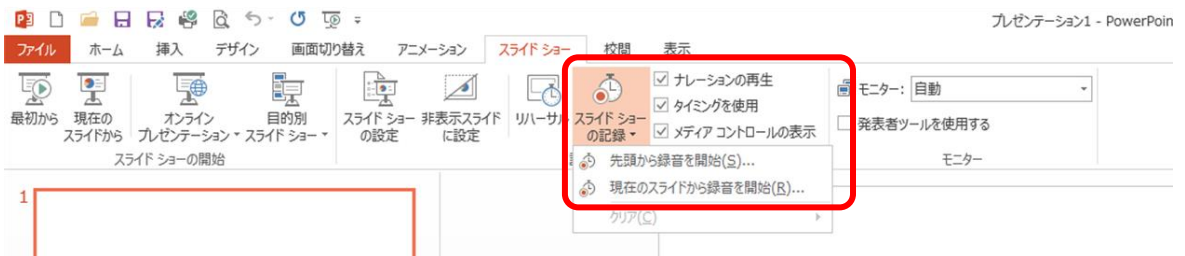 プレゼンテーション1 - PowerPoin
ファイル ホーム 挿入 デザイン 画面切り替え アニメーション スライド ショー 校閲 表示
最初から
現在の
スライドから
オンライン
プレゼンテーション
目的別
スライド ショー
スライド ショーの開始
スライド ショー
の設定
非表示スライド
に設定
リハーサル
スライド ショー
の記録
ナレーションの再生
タイミングを使用
メディア コントロールの表示
先頭から録音を開始(S)...
現在のスライドから録音を開始(R)...
クリア(C)
モニター: 自動
発表者ツールを使用する
モニター
1